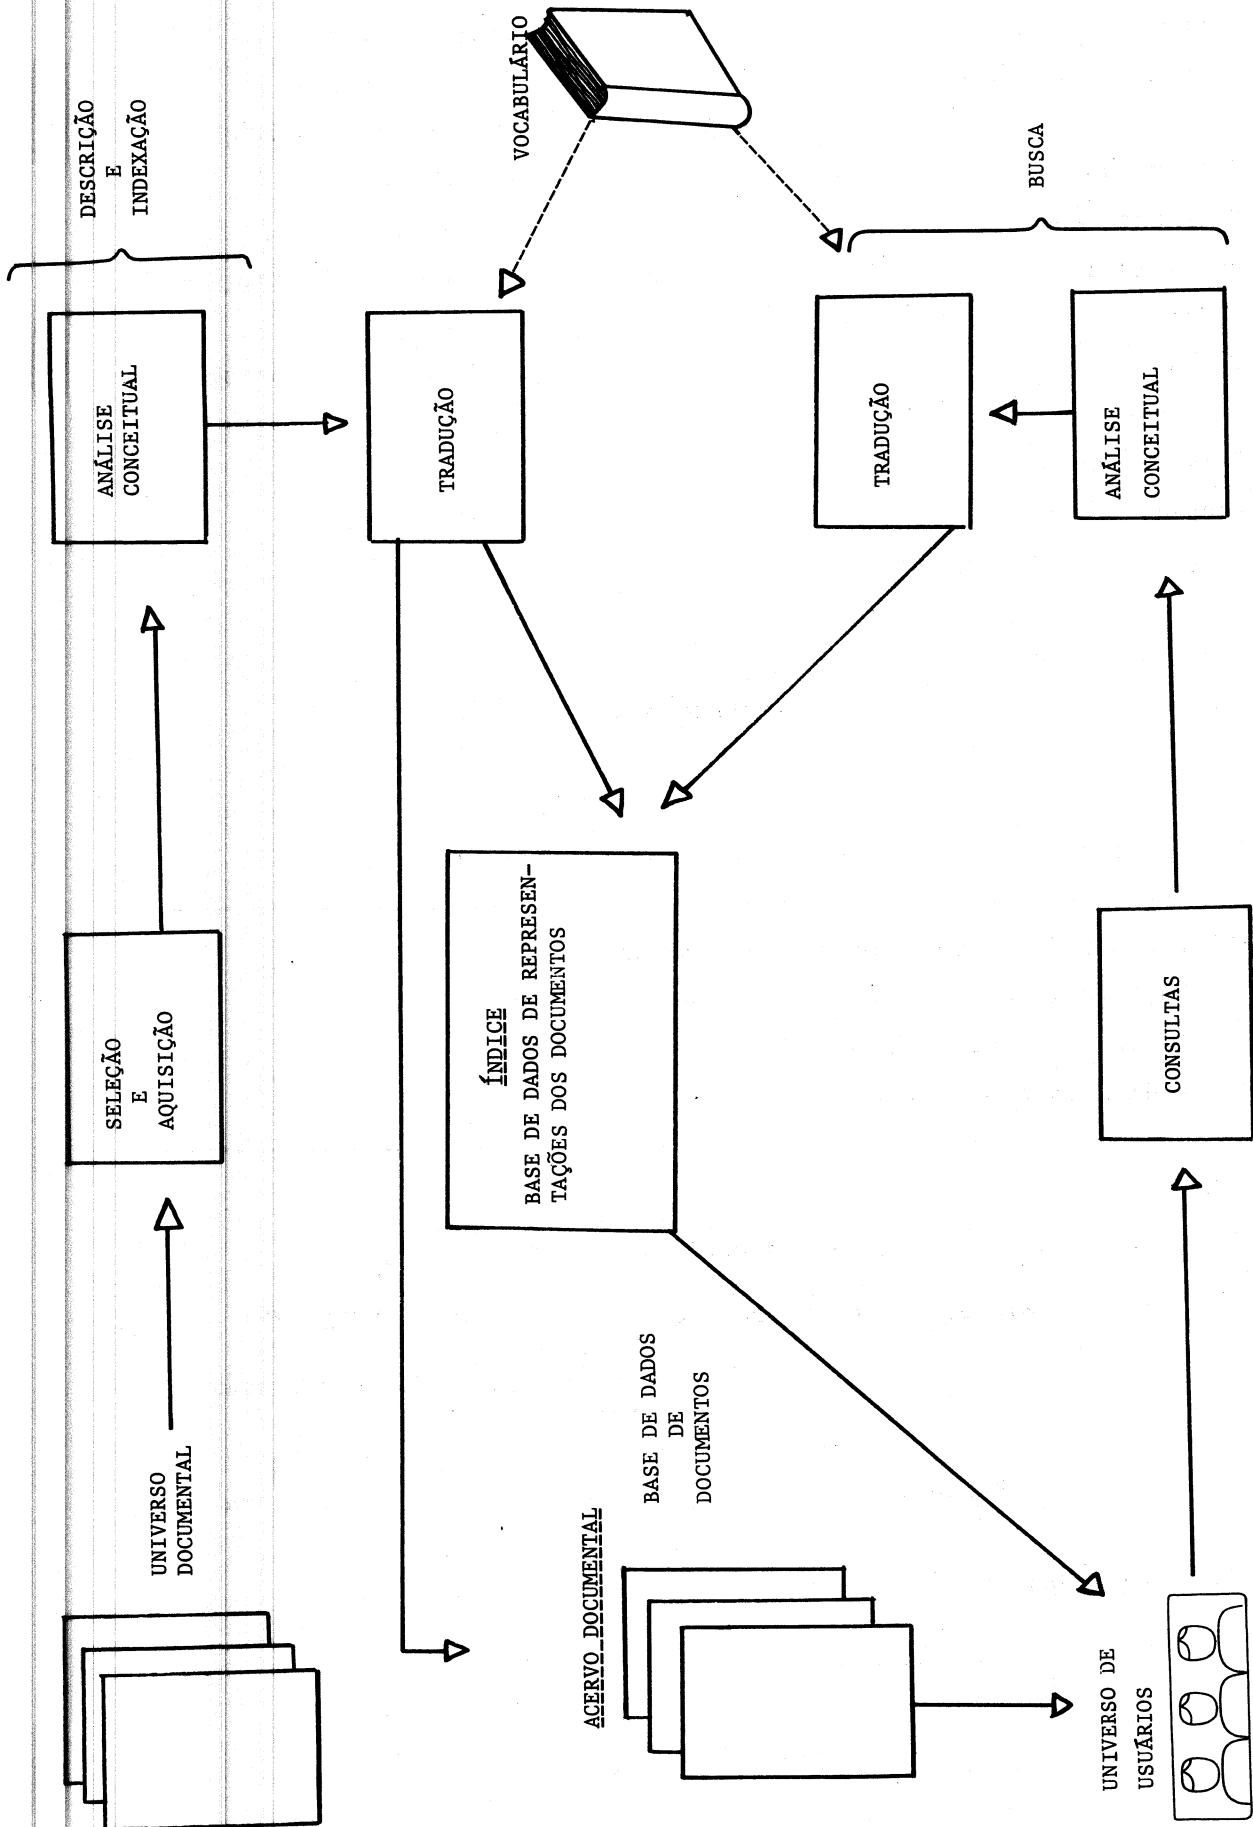 UNIVERSO
DOCUMENTAL
SELEÇÃO
E
AQUISIÇÃO
ANÁLISE
CONCEITUAL
DESCRIÇÃO
E
INDEXAÇÃO
TRADUÇÃO
VOCABULÁRIO
ÍNDICE
BASE DE DADOS DE REPRESEN-
TAÇÕES DOS DOCUMENTOS
ACERVO DOCUMENTAL
BASE DE DADOS
DE
DOCUMENTOS
TRADUÇÃO
BUSCA
UNIVERSO DE
USUÁRIOS
CONSULTAS
ANÁLISE
CONCEITUAL